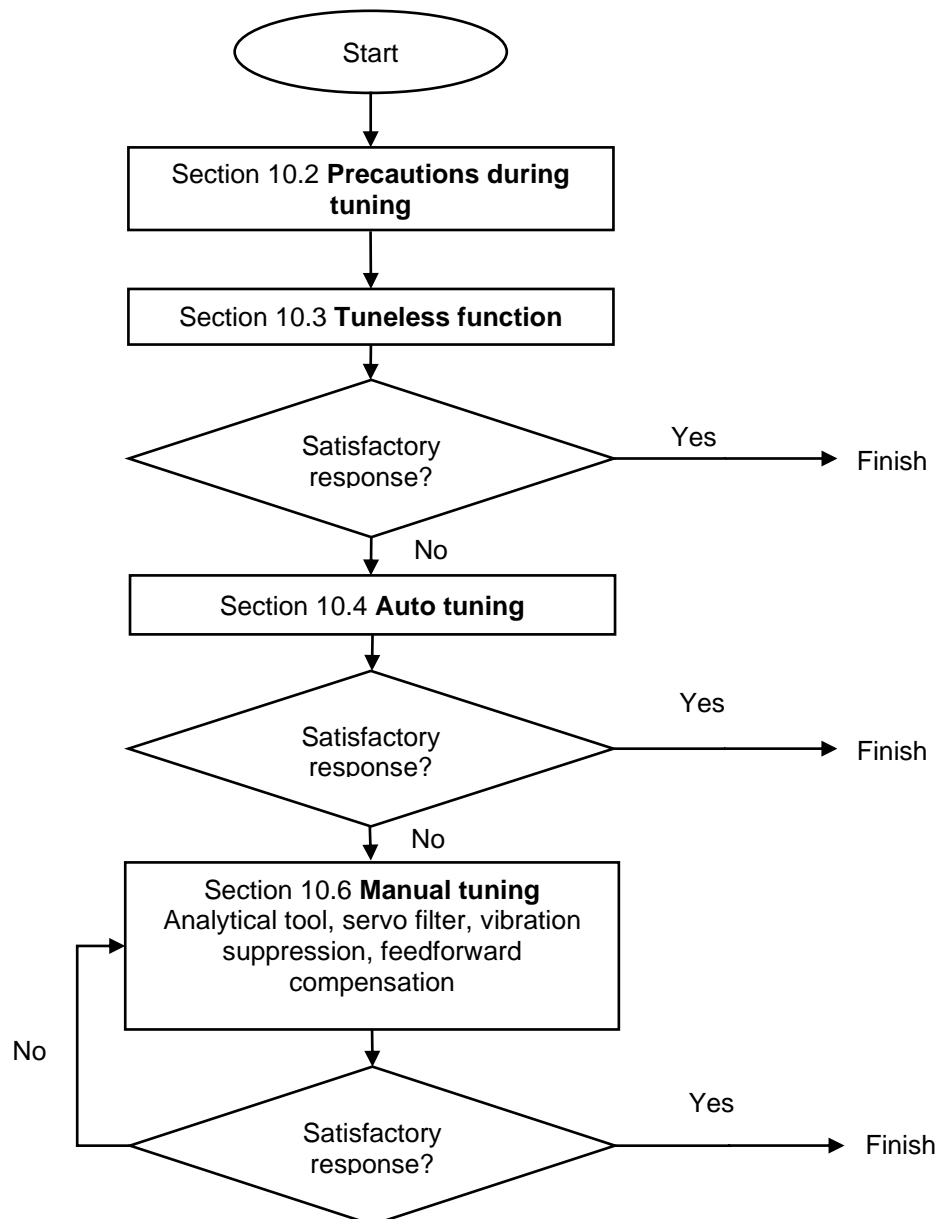 Start
Section 10.2 Precautions during
tuning
Section 10.3 Tuneless function
Satisfactory
response?
Yes
Finish
No
Section 10.4 Auto tuning
Satisfactory
response?
Yes
Finish
No
Section 10.6 Manual tuning
Analytical tool, servo filter, vibration
suppression, feedforward
compensation
No
Satisfactory
response?
Yes
Finish